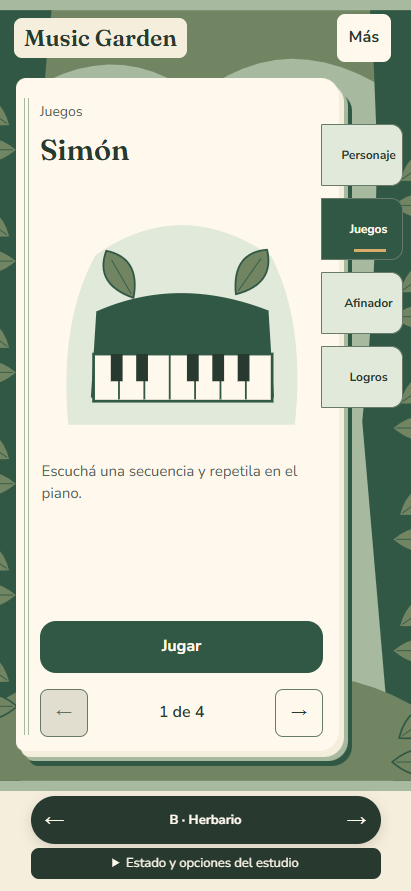 Music Garden
Más
Juegos
Simón
Personaje
Juegos
Afinador
Logros
Escuchá una secuencia y repetila en el
piano.
Jugar
← 1 de 4 →
← B · Herbario →
▶ Estado y opciones del estudio